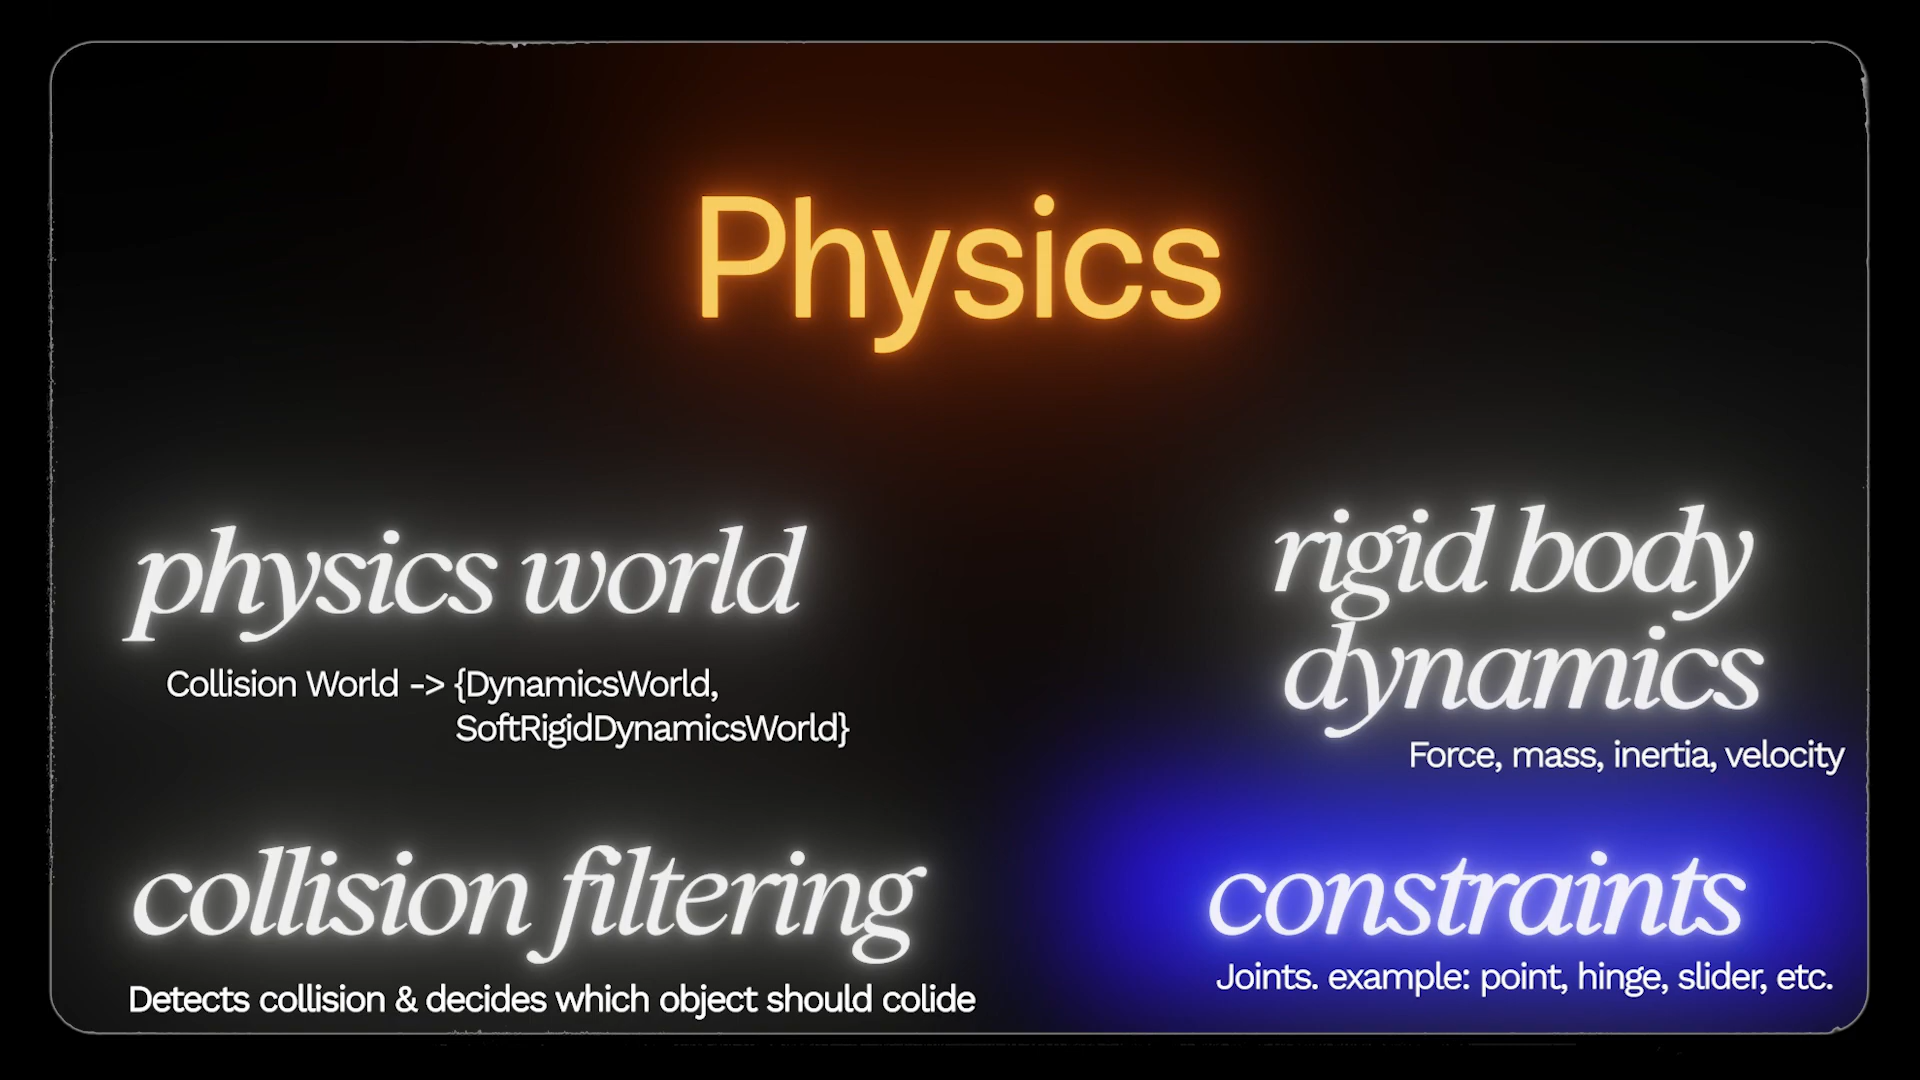 Physics
physics world
Collision World -> {DynamicsWorld,
SoftRigidDynamicsWorld}
rigid body
dynamics
Force, mass, inertia, velocity
collision filtering
Detects collision & decides which object should colide
constraints
Joints. example: point, hinge, slider, etc.